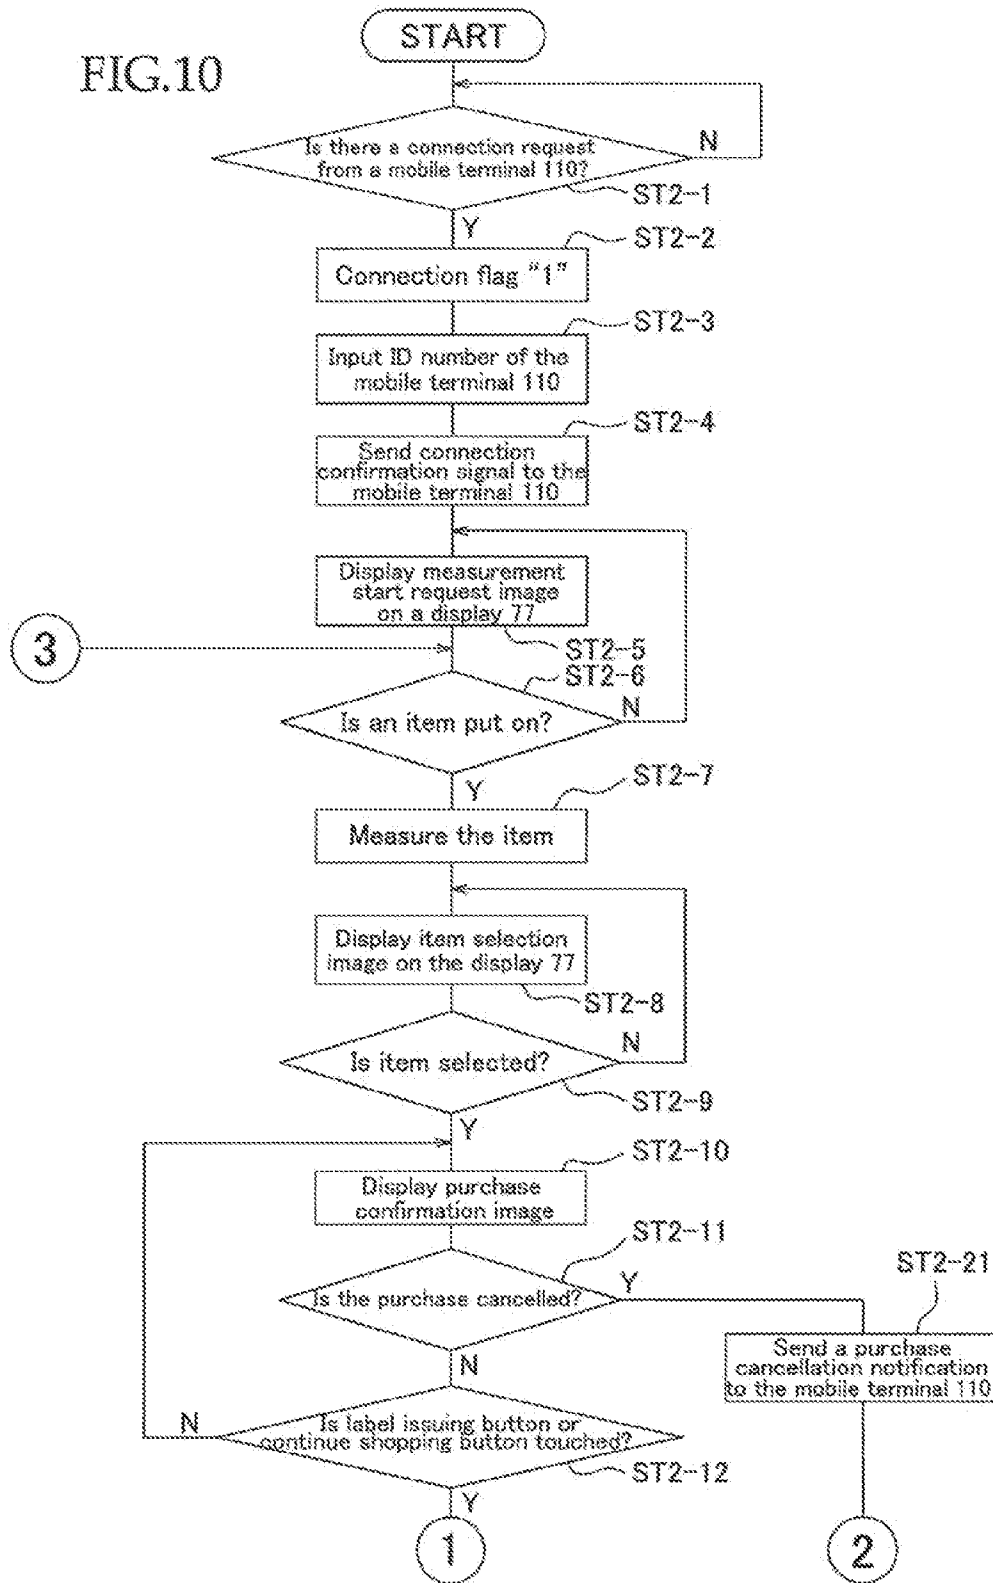 START
FIG.10
Is there a connection request
from a mobile terminal 110?
N
ST2-1
Y
ST2-2
Connection flag "1"
ST2-3
Input ID number of the
mobile terminal 110
ST2-4
Send connection
confirmation signal to the
mobile terminal 110
Display measurement
start request image
on a display 77
3
ST2-5
ST2-6
Is an item put on?
N
Y
ST2-7
Measure the item
Display item selection
image on the display 77
ST2-8
Is item selected?
N
ST2-9
Y
ST2-10
Display purchase
confirmation image
ST2-11
Is the purchase cancelled?
Y
ST2-21
Send a purchase
cancellation notification
to the mobile terminal 110
N
N
Is label issuing button or
continue shopping button touched?
ST2-12
Y
1
2